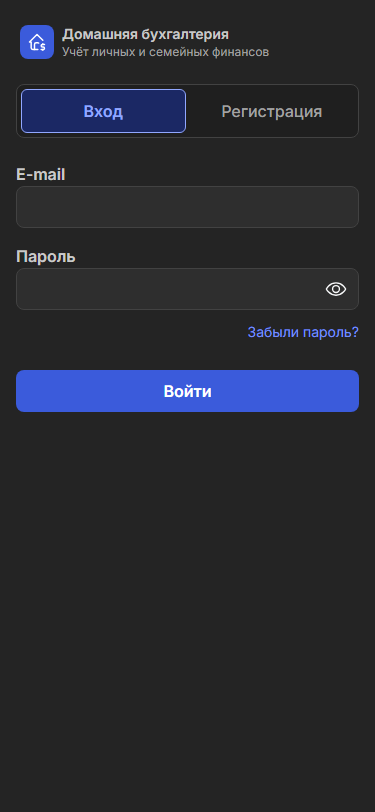 Домашняя бухгалтерия
Учёт личных и семейных финансов
Вход
Регистрация
E-mail
Пароль
Забыли пароль?
Войти